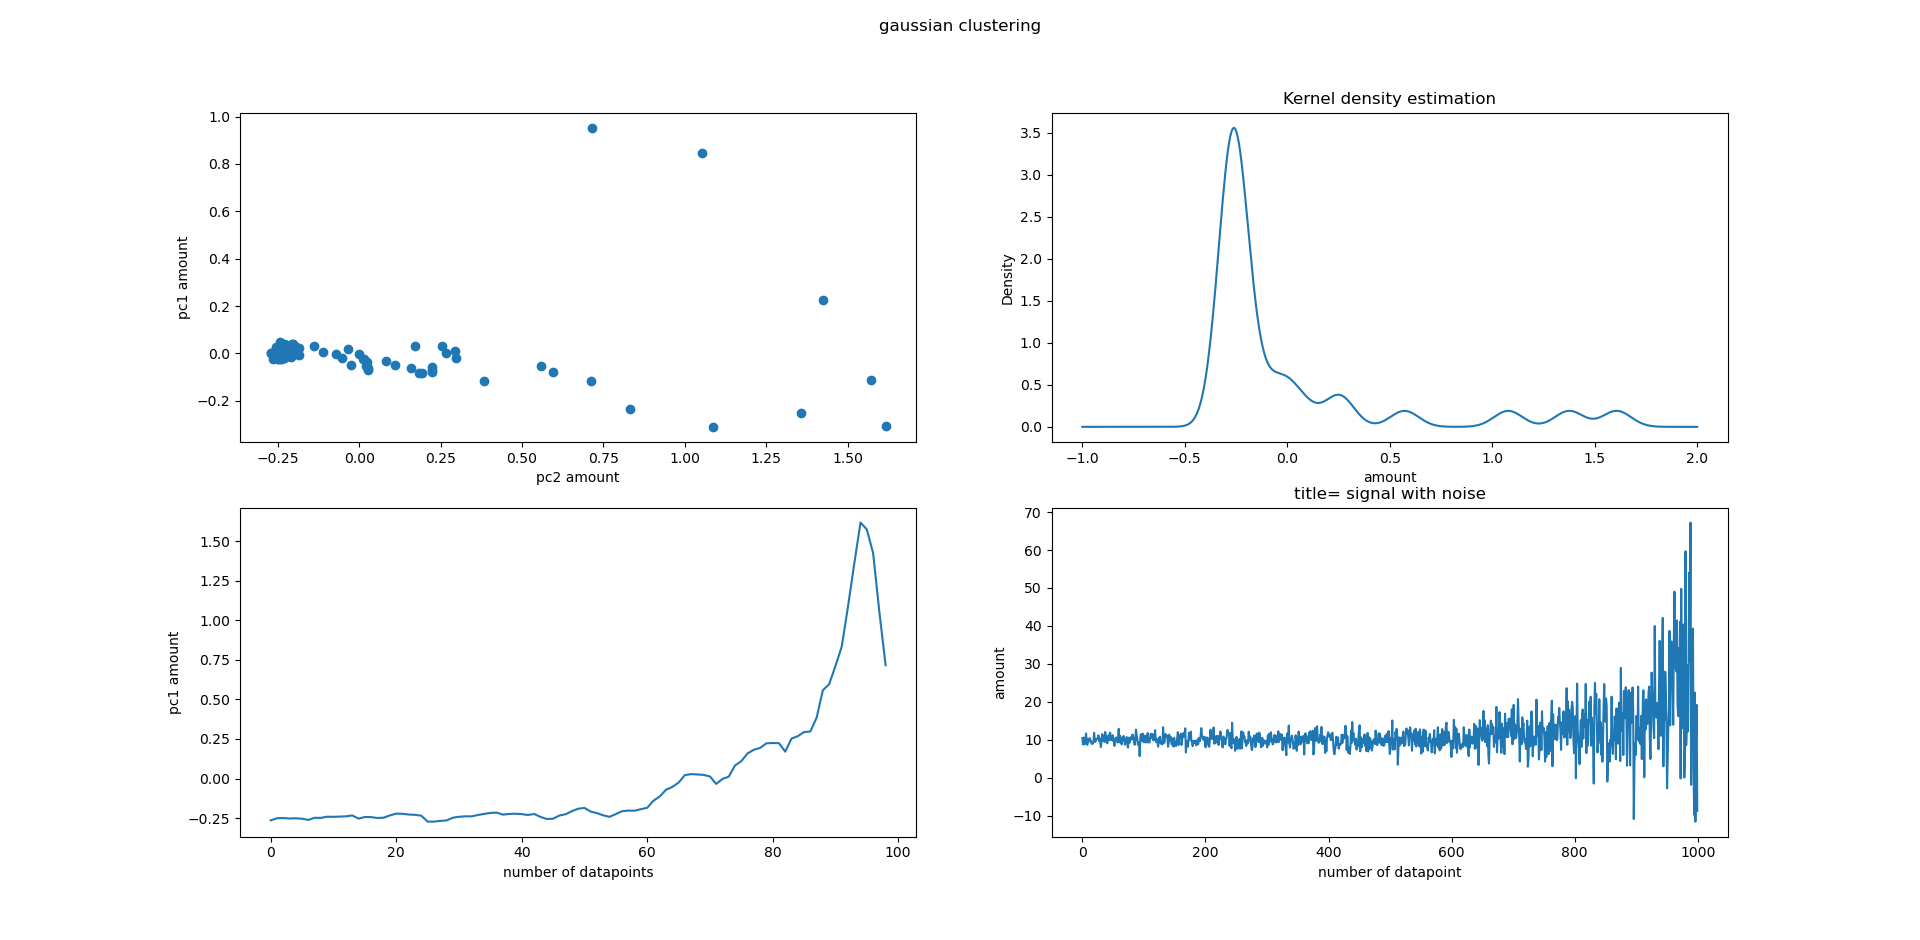 gaussian clustering
1.0
0.8
0.6
0.4
0.2
0.0
−0.2
pc1 amount
−0.25 0.00 0.25 0.50 0.75 1.00 1.25 1.50
pc2 amount
Kernel density estimation
3.5
3.0
2.5
2.0
1.5
1.0
0.5
0.0
Density
−1.0 −0.5 0.0 0.5 1.0 1.5 2.0
amount
1.50
1.25
1.00
0.75
0.50
0.25
0.00
−0.25
pc1 amount
0 20 40 60 80 100
number of datapoints
title= signal with noise
70
60
50
40
30
20
10
0
−10
amount
0 200 400 600 800 1000
number of datapoint